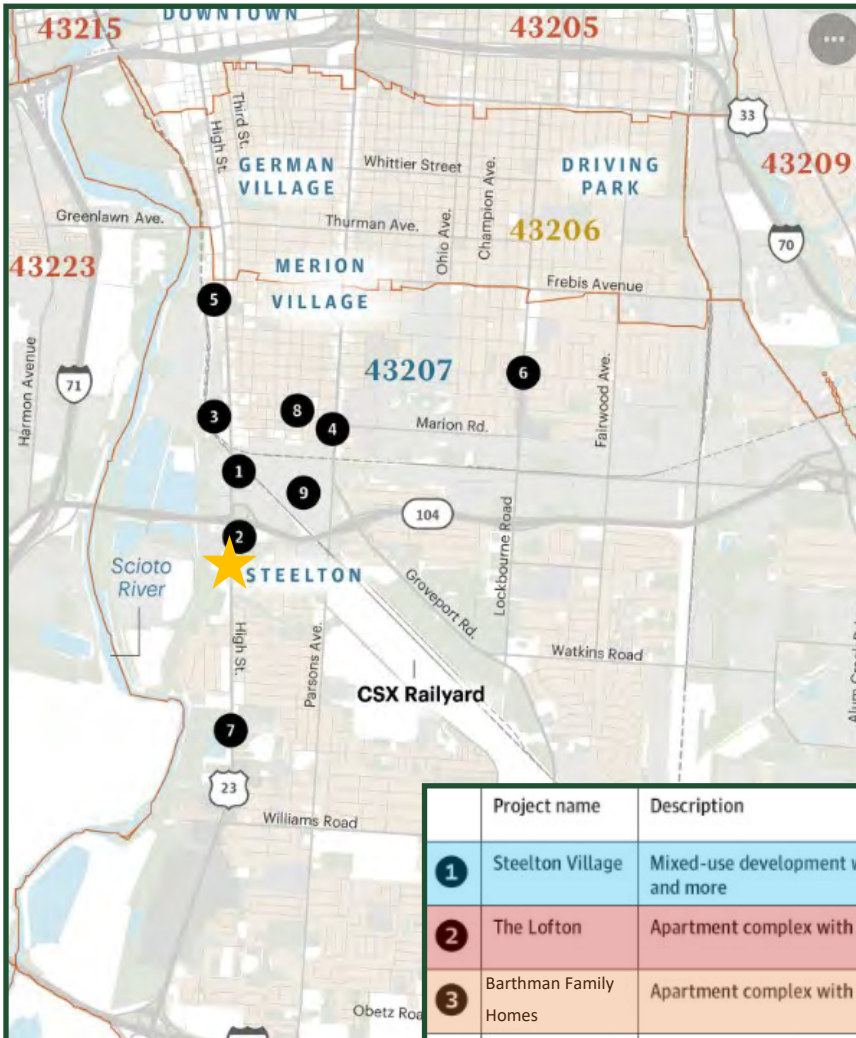 DOWNTOWN
43215
43205
...
33
Third St.
High St.
GERMAN
VILLAGE
Whittier Street
Champion Ave.
DRIVING
PARK
43209
Greenlawn Ave.
Thurman Ave.
Ohio Ave.
43206
70
43223
MERION
VILLAGE
Frebis Avenue
5
Harmon Avenue
71
43207
6
Fairwood Ave.
3
8
4
Marion Rd.
1
9
Lockbourne Road
104
2
Scioto
River
STEELTON
Groveport Rd.
High St.
Parsons Ave.
Watkins Road
CSX Railyard
7
23
Williams Road
Obetz
Project name Description
1 Steelton Village Mixed-use development
and more
2 The Lofton Apartment complex with
3 Barthman Family
Homes
Apartment complex with